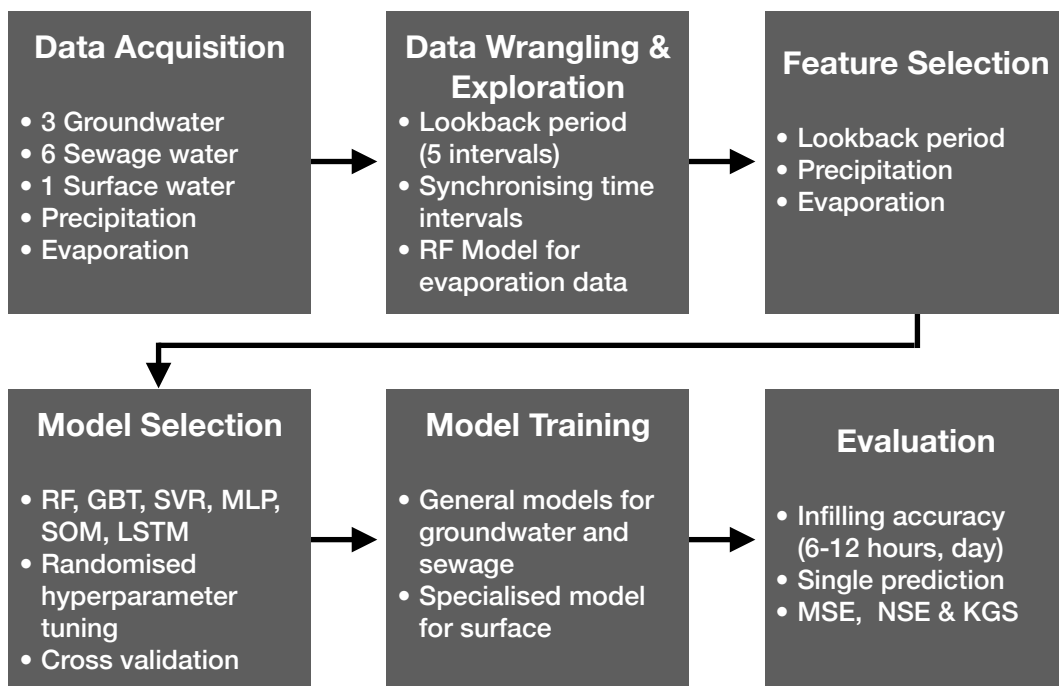 Data Acquisition
• 3 Groundwater
• 6 Sewage water
• 1 Surface water
• Precipitation
• Evaporation
Data Wrangling &
Exploration
• Lookback period
(5 intervals)
• Synchronising time
intervals
• RF Model for
evaporation data
Feature Selection
• Lookback period
• Precipitation
• Evaporation
Model Selection
• RF, GBT, SVR, MLP,
SOM, LSTM
• Randomised
hyperparameter
tuning
• Cross validation
Model Training
• General models for
groundwater and
sewage
• Specialised model
for surface
Evaluation
• Infilling accuracy
(6-12 hours, day)
• Single prediction
• MSE, NSE & KGS